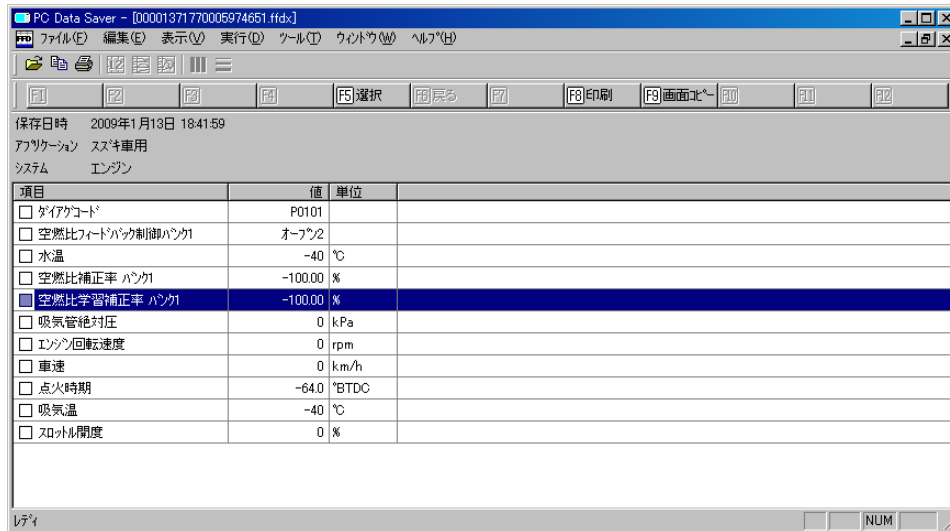 PC Data Saver - [00001371770005974651.ffdx]
FFD ファイル(F) 編集(E) 表示(V) 実行(D) ツール(T) ウィンドウ(W) ヘルプ(H)
F1 F2 F3 F4 F5 選択 F6 戻る F7 F8 印刷 F9 画面コピー F10 F11 F12
保存日時 2009年1月13日 18:41:59
アプリケーション スズキ車用
システム エンジン
項目 値 単位
ダイアグコード P0101
空燃比フィードバック制御バンク1 オープン2
水温 -40 ℃
空燃比補正率 バンク1 -100.00 %
空燃比学習補正率 バンク1 -100.00 %
吸気管絶対圧 0 kPa
エンジン回転速度 0 rpm
車速 0 km/h
点火時期 -64.0 °BTDC
吸気温 -40 ℃
スロットル開度 0 %
レディ NUM